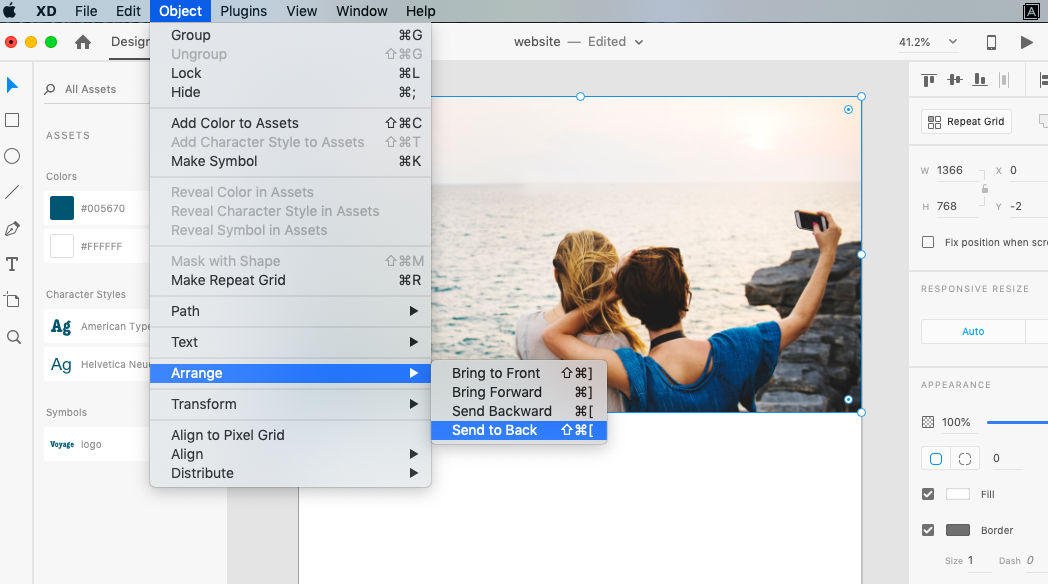 XD File Edit Object Plugins View Window Help
A
Design
website — Edited
41.2%
All Assets
ASSETS
Colors
#005670
#FFFFFF
Character Styles
Ag American Type
Ag Helvetica Neu
Symbols
Voyage logo
Group ⌘G
Ungroup ⇧⌘G
Lock ⌘L
Hide ⌘;
Add Color to Assets ⇧⌘C
Add Character Style to Assets ⇧⌘T
Make Symbol ⌘K
Reveal Color in Assets
Reveal Character Style in Assets
Reveal Symbol in Assets
Mask with Shape ⇧⌘M
Make Repeat Grid ⌘R
Path
Text
Arrange
Transform
Align to Pixel Grid
Align
Distribute
Bring to Front ⇧⌘]
Bring Forward ⌘]
Send Backward ⌘[
Send to Back ⇧⌘[
Repeat Grid
W 1366 X 0
H 768 Y -2
Fix position when scr
RESPONSIVE RESIZE
Auto
APPEARANCE
100%
0
Fill
Border
Size 1 Dash 0